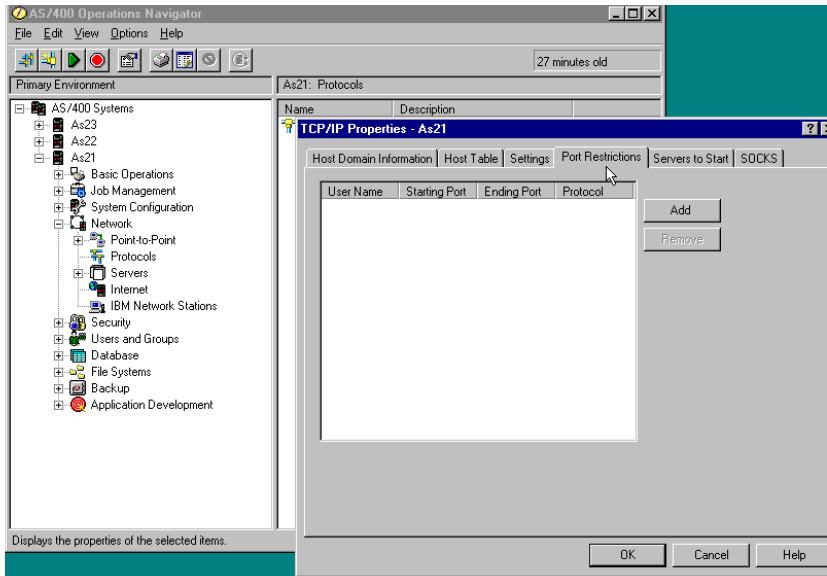 AS/400 Operations Navigator
File Edit View Options Help
27 minutes old
Primary Environment
As21: Protocols
AS/400 Systems
As23
As22
As21
Basic Operations
Job Management
System Configuration
Network
Point-to-Point
Protocols
Servers
Internet
IBM Network Stations
Security
Users and Groups
Database
File Systems
Backup
Application Development
Name Description
TCP/IP Properties - As21
Host Domain Information Host Table Settings Port Restrictions Servers to Start SOCKS
User Name Starting Port Ending Port Protocol
Add
Remove
OK Cancel Help
Displays the properties of the selected items.